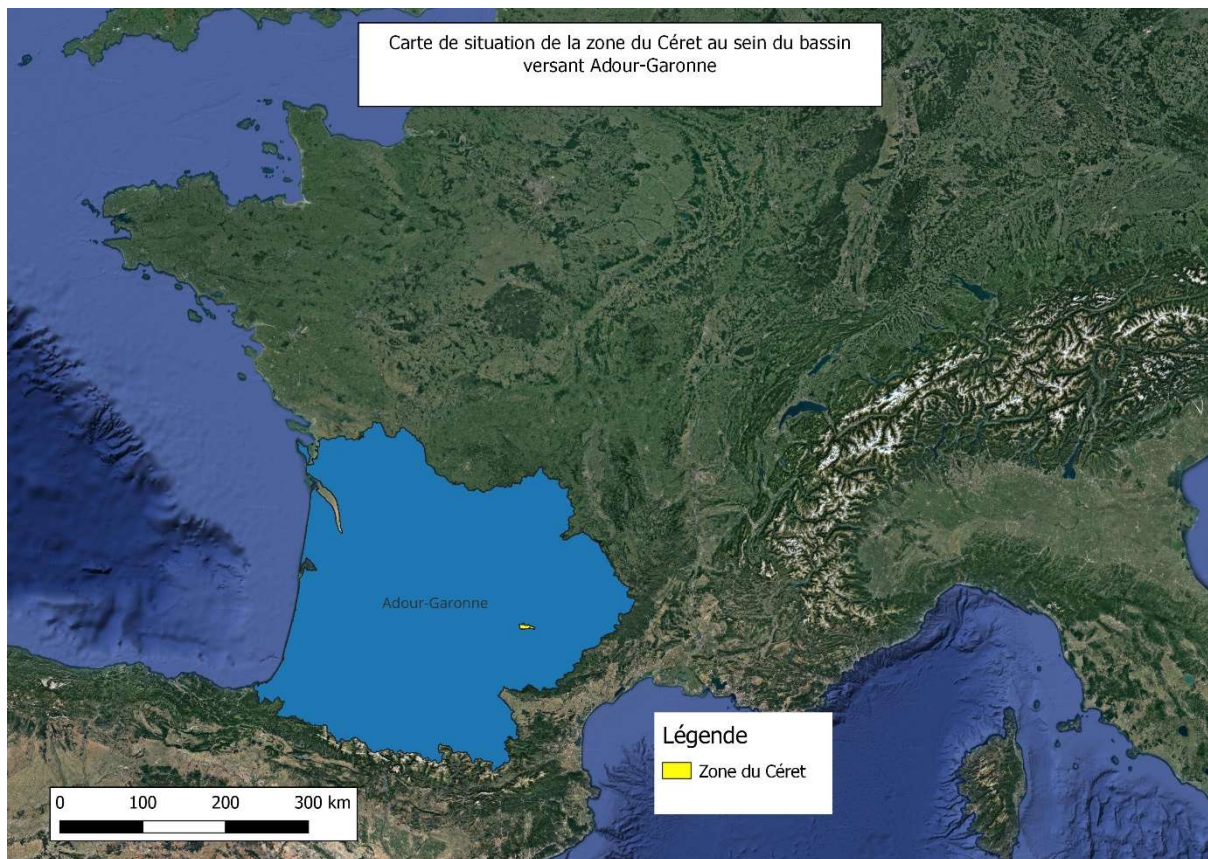 Carte de situation de la zone du Céret au sein du bassin
versant Adour-Garonne
Adour-Garonne
Légende
Zone du Céret
0 100 200 300 km